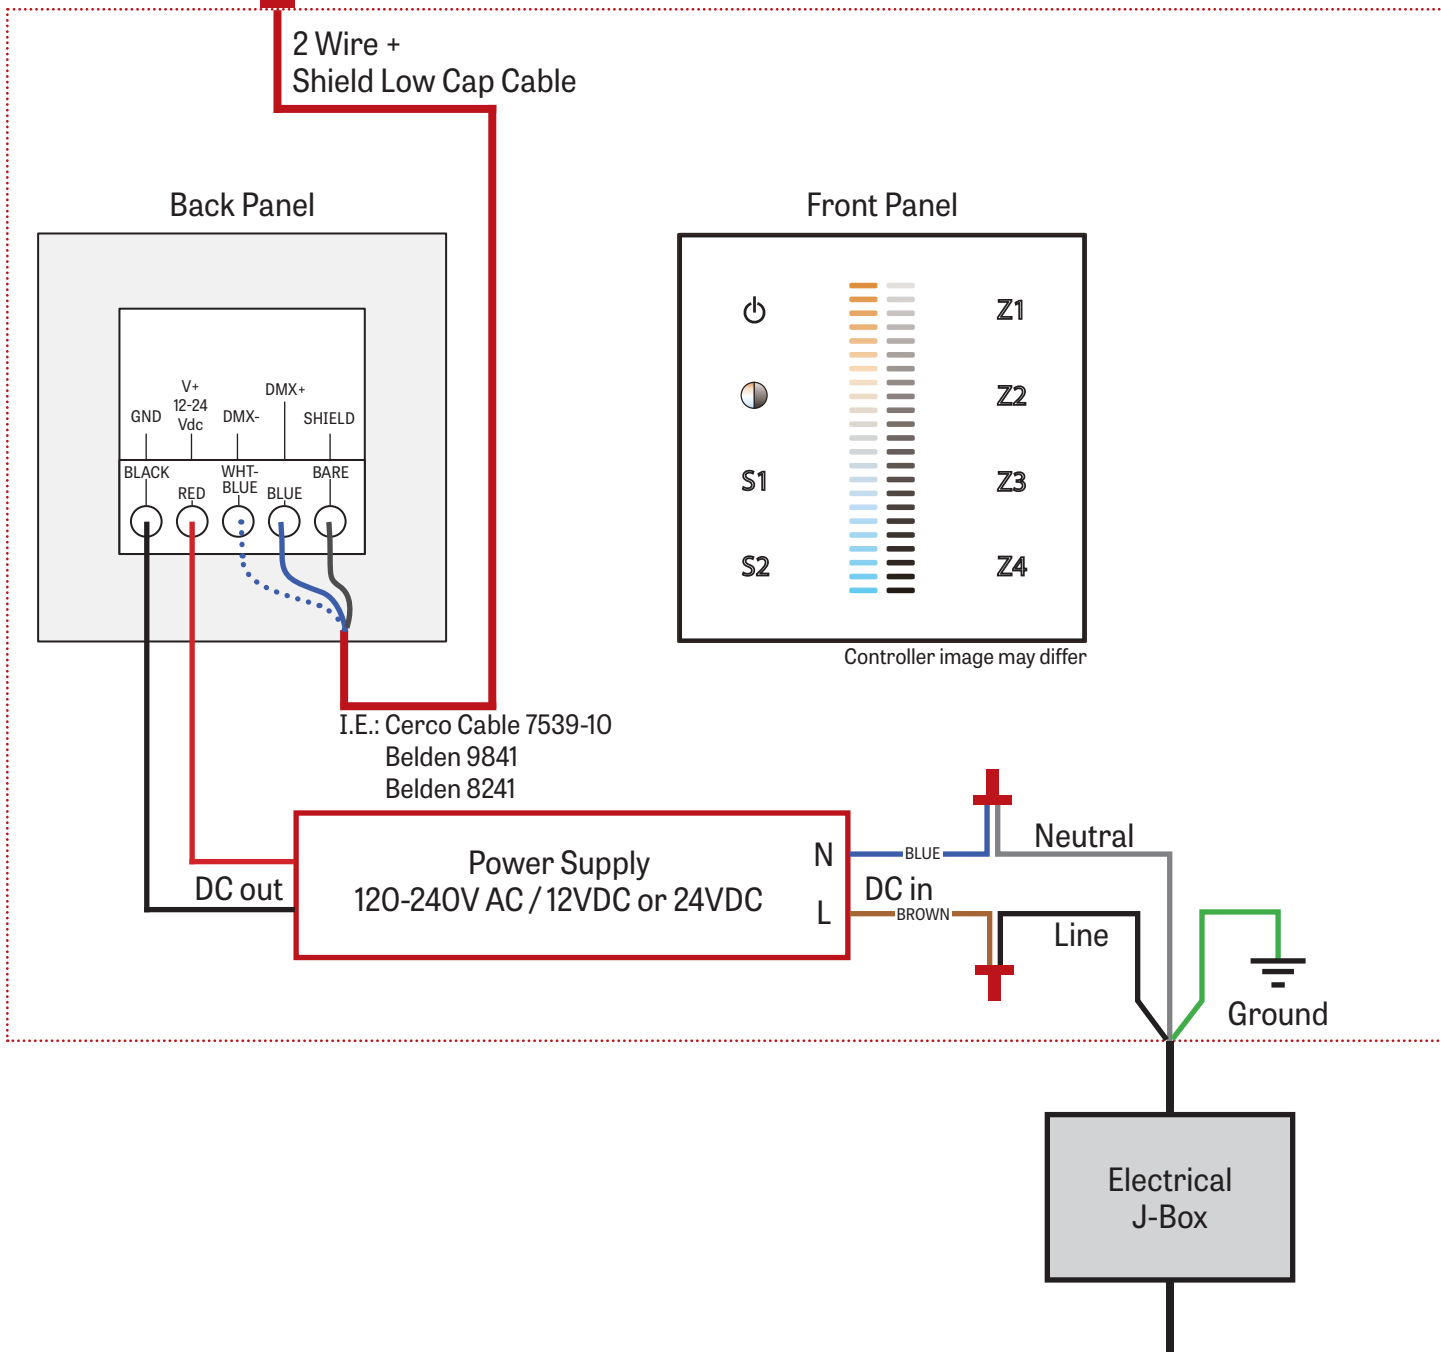 2 Wire +
Shield Low Cap Cable
Back Panel
Front Panel
GND
V+
12-24
Vdc
DMX-
DMX+
SHIELD
BLACK
RED
WHT-
BLUE
BLUE
BARE
Z1
Z2
S1
Z3
S2
Z4
Controller image may differ
I.E.: Cerco Cable 7539-10
Belden 9841
Belden 8241
Power Supply
120-240V AC / 12VDC or 24VDC
N
L
DC out
DC in
BLUE
BROWN
Neutral
Line
Ground
Electrical
J-Box